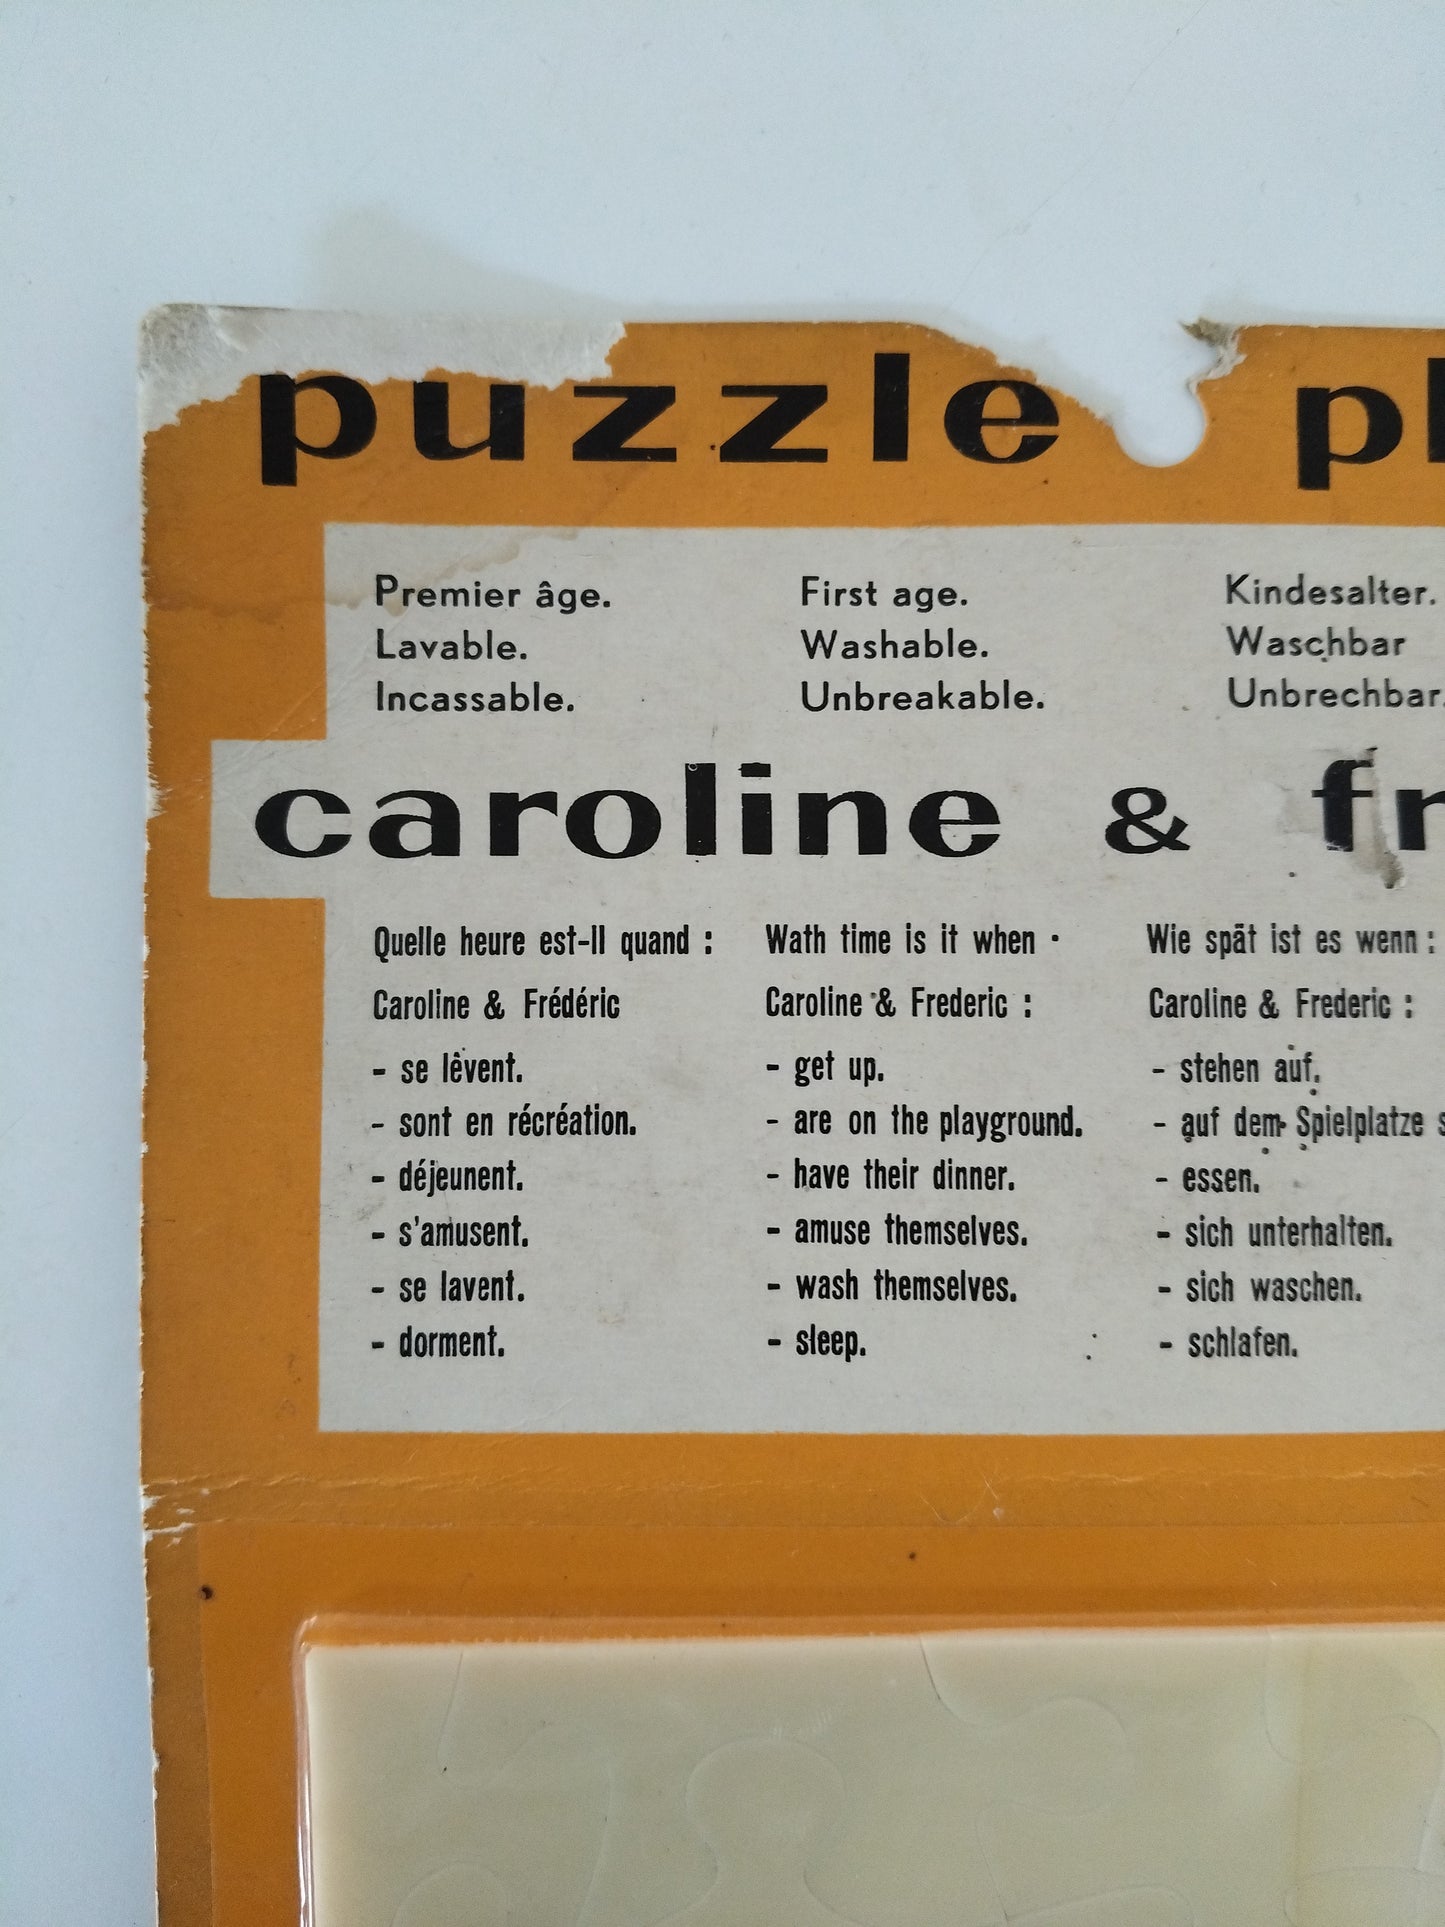 puzzle pl
Premier âge.
Lavable.
Incassable.
First age.
Washable.
Unbreakable.
Kindesalter.
Waschbar
Unbrechbar.
caroline & fr
Quelle heure est-il quand :
Caroline & Frédéric
- se lèvent.
- sont en récréation.
- déjeunent.
- s'amusent.
- se lavent.
- dorment.
Wath time is it when :
Caroline & Frederic :
- get up.
- are on the playground.
- have their dinner.
- amuse themselves.
- wash themselves.
- sleep.
Wie spät ist es wenn :
Caroline & Frederic :
- stehen auf.
- auf dem Spielplatze s
- essen.
- sich unterhalten.
- sich waschen.
- schlafen.